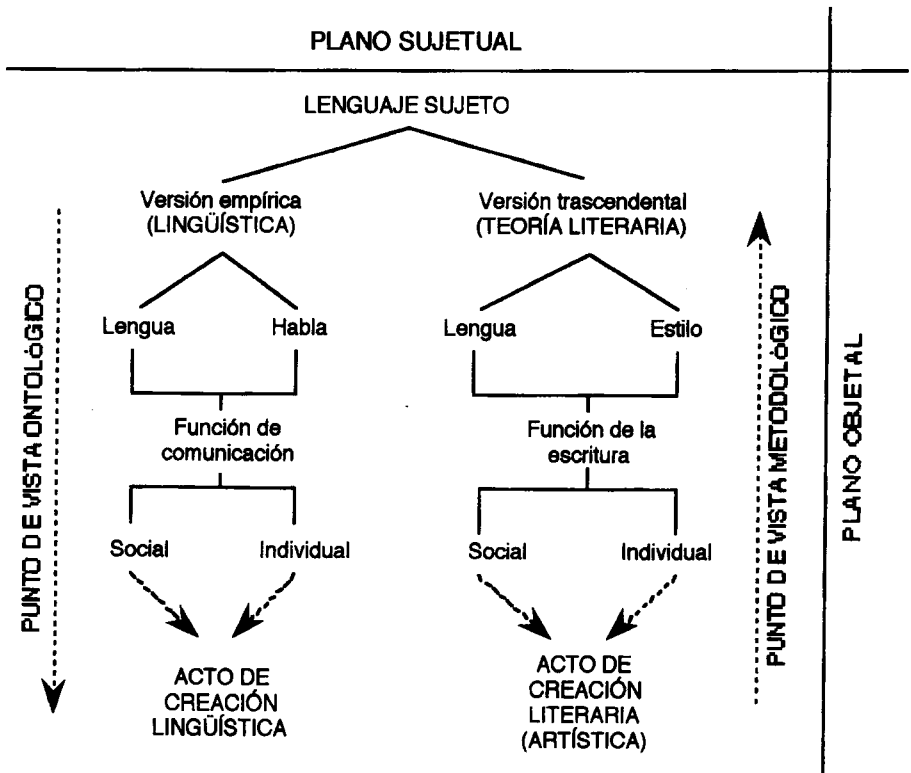 PLANO SUJETUAL
LENGUAJE SUJETO
Versión empírica
(LINGÜÍSTICA)
Versión trascendental
(TEORÍA LITERARIA)
Lengua
Habla
Lengua
Estilo
Función de
comunicación
Función de la
escritura
Social
Individual
Social
Individual
ACTO DE
CREACIÓN
LINGÜÍSTICA
ACTO DE
CREACIÓN
LITERARIA
(ARTÍSTICA)
PUNTO DE VISTA ONTOLÓGICO
PUNTO DE VISTA METODOLÓGICO
PLANO OBJETAL